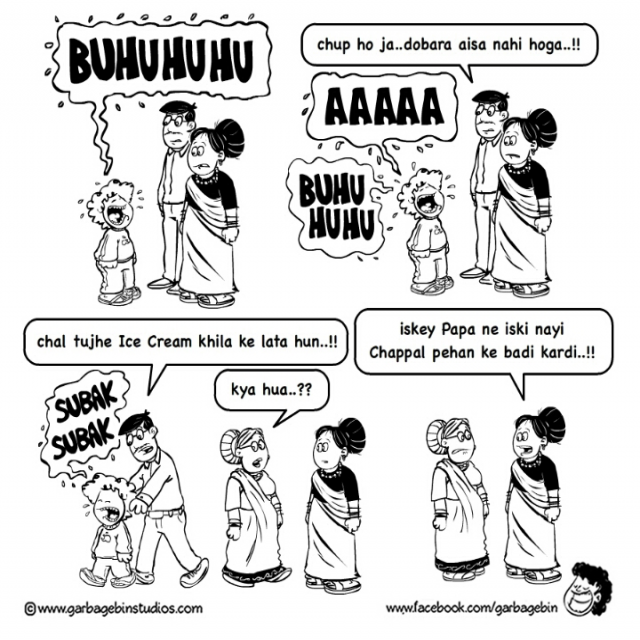 BUHUHUHU
chup ho ja..dobara aisa nahi hoga..!!
AAAAA
BUHU
HUHU
chal tujhe Ice Cream khila ke lata hun..!!
SUBAK
SUBAK
kya hua..??
iskey Papa ne iski nayi
Chappal pehan ke badi kardi..!!
©www.garbagebinstudios.com
www.facebook.com/garbagebin